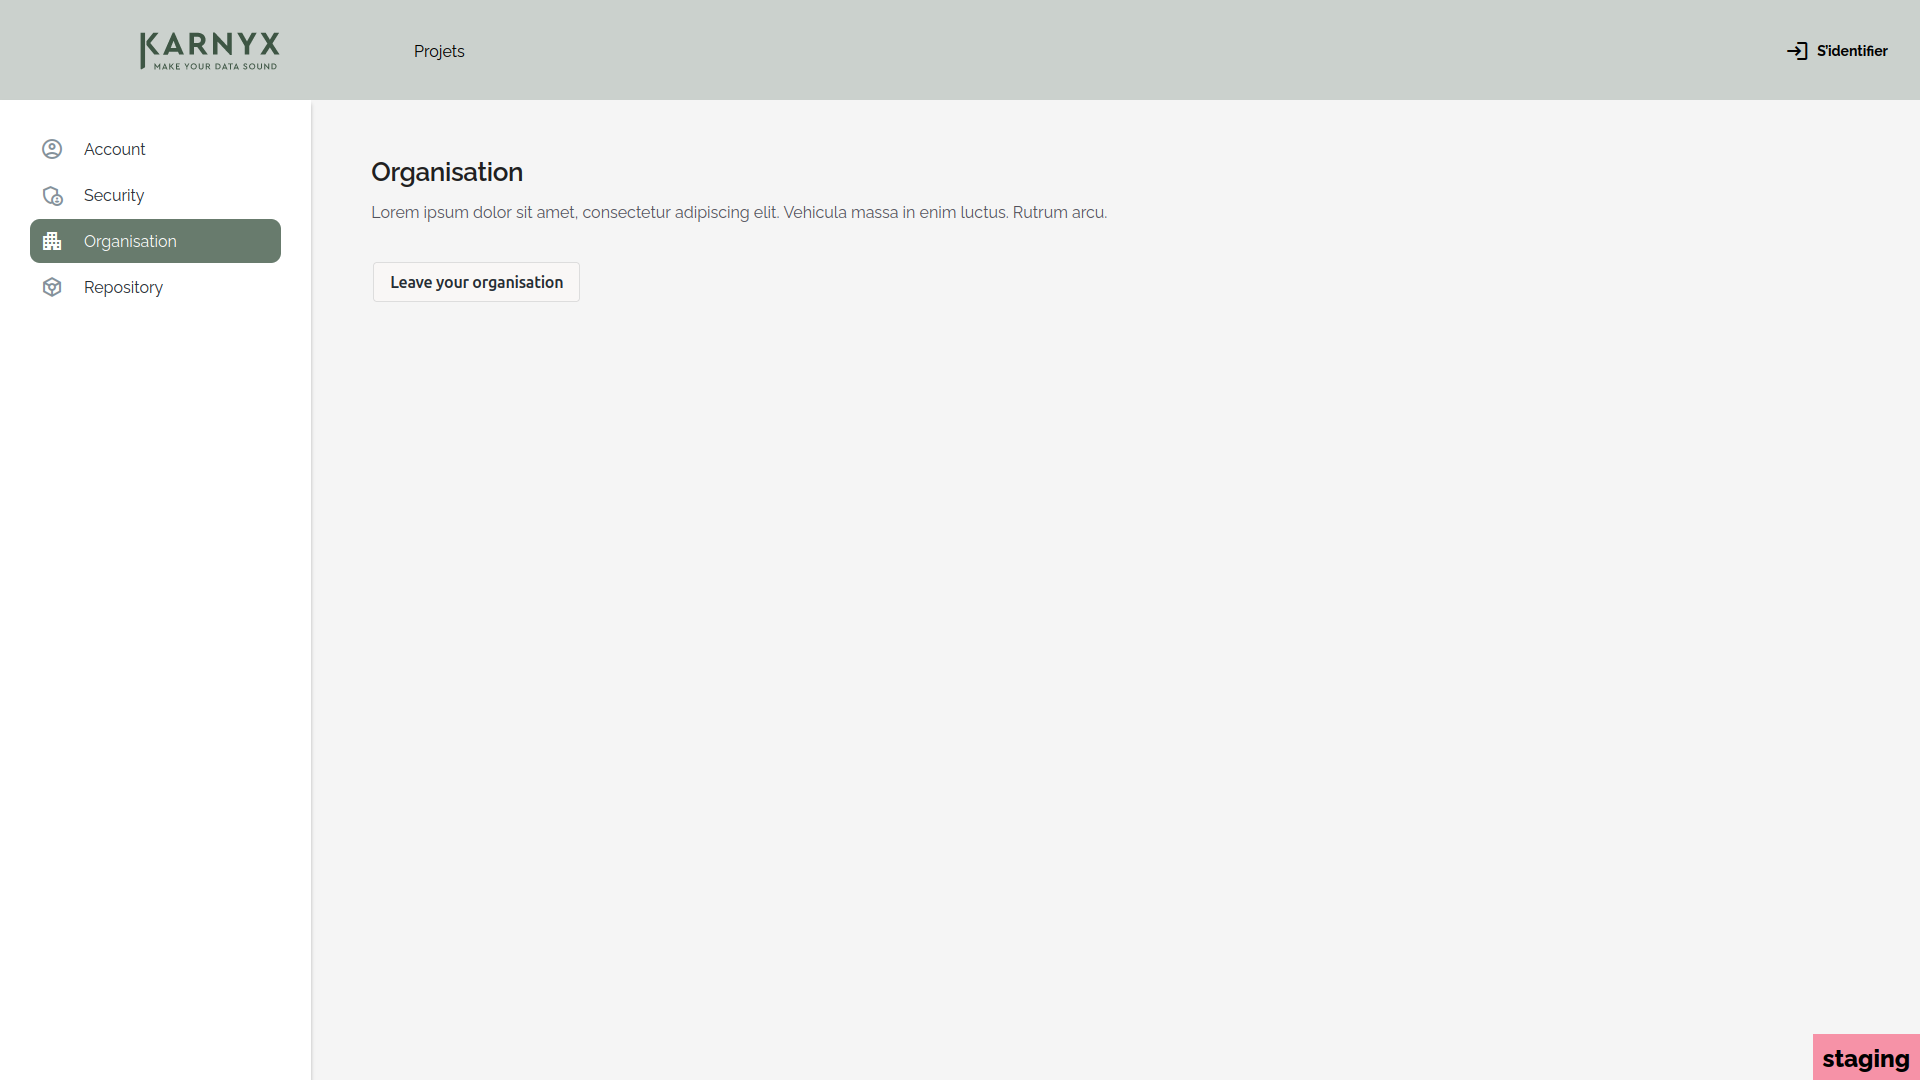 KARNYX
MAKE YOUR DATA SOUND
Projets
S'identifier
Account
Security
Organisation
Repository
Organisation
Lorem ipsum dolor sit amet, consectetur adipiscing elit. Vehicula massa in enim luctus. Rutrum arcu.
Leave your organisation
staging